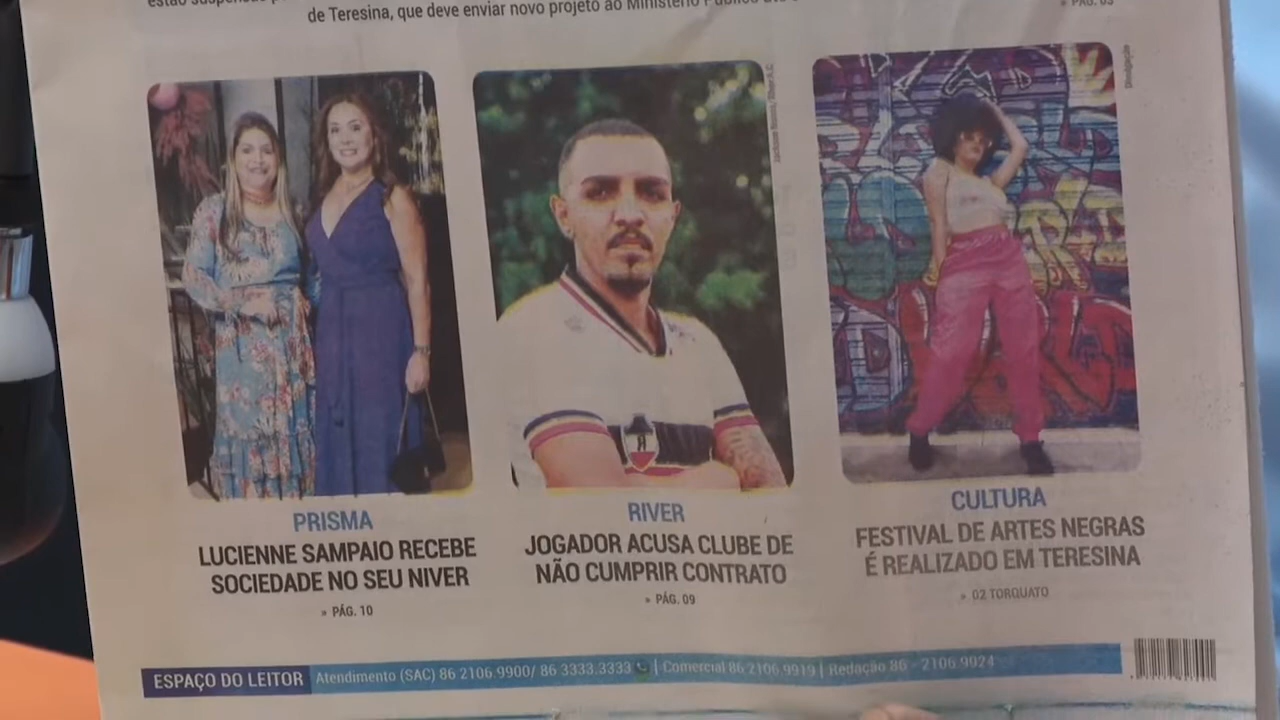 de Teresina, que deve enviar novo projeto ao Ministério Público
» PÁG. 03
PRISMA
LUCIENNE SAMPAIO RECEBE
SOCIEDADE NO SEU NIVER
» PÁG. 10
RIVER
JOGADOR ACUSA CLUBE DE
NÃO CUMPRIR CONTRATO
» PÁG. 09
CULTURA
FESTIVAL DE ARTES NEGRAS
É REALIZADO EM TERESINA
» 02 TORQUATO
ESPAÇO DO LEITOR Atendimento (SAC) 86 2106.9900/ 86 3333.3333 | Comercial 86 2106.9919 | Redação 86 - 2106.9924